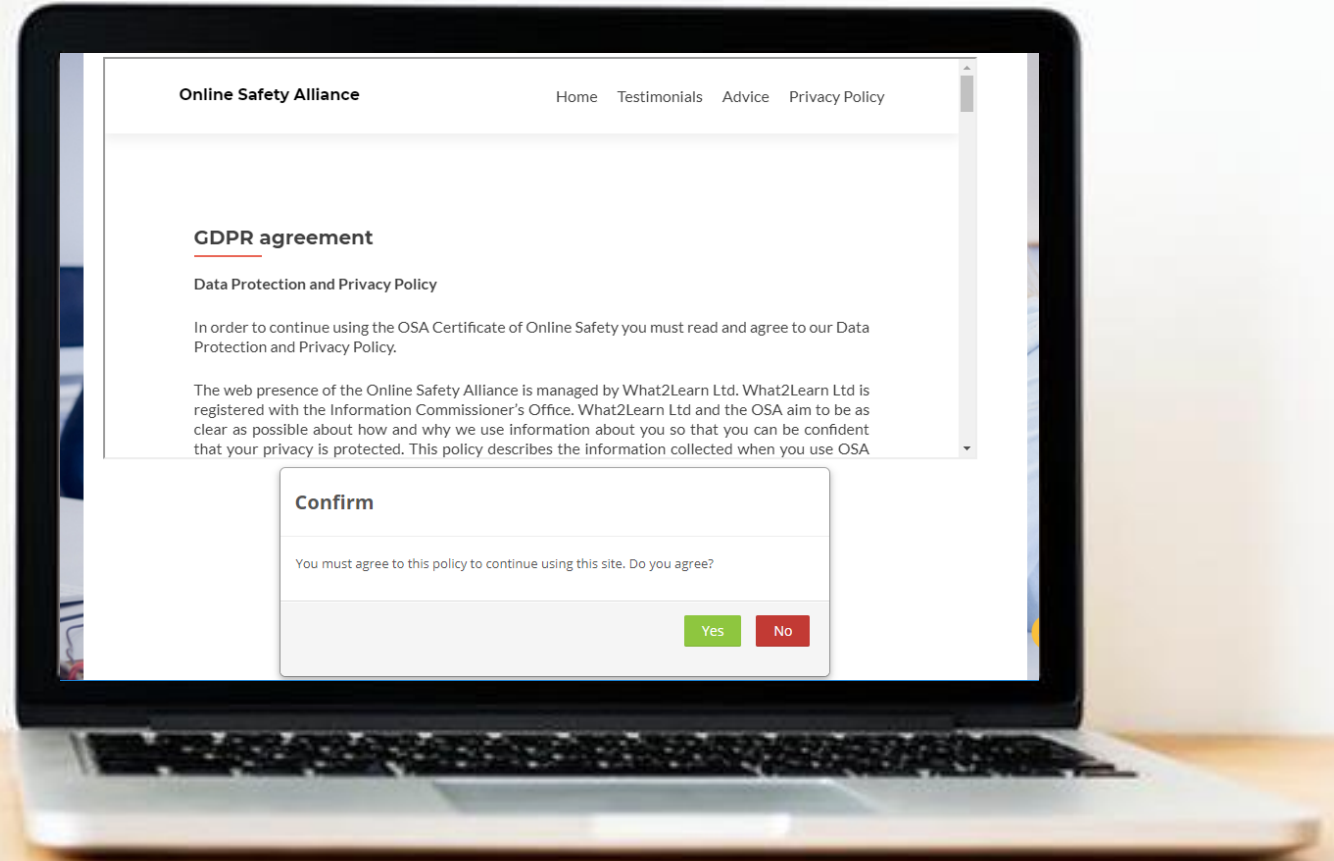 Online Safety Alliance
Home Testimonials Advice Privacy Policy
GDPR agreement
Data Protection and Privacy Policy
In order to continue using the OSA Certificate of Online Safety you must read and agree to our Data
Protection and Privacy Policy.
The web presence of the Online Safety Alliance is managed by What2Learn Ltd. What2Learn Ltd is
registered with the Information Commissioner’s Office. What2Learn Ltd and the OSA aim to be as
clear as possible about how and why we use information about you so that you can be confident
that your privacy is protected. This policy describes the information collected when you use OSA
Confirm
You must agree to this policy to continue using this site. Do you agree?
Yes No